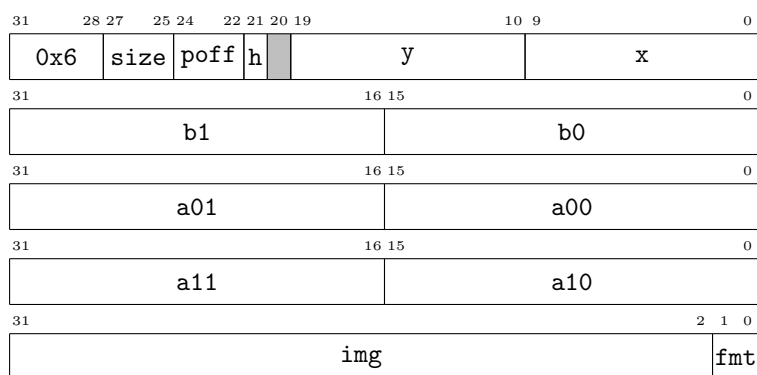 31 28 27 25 24 22 21 20 19 10 9 0
0x6 size poff h y x
31 16 15 0
b1 b0
31 16 15 0
a01 a00
31 16 15 0
a11 a10
31 2 1 0
img fmt